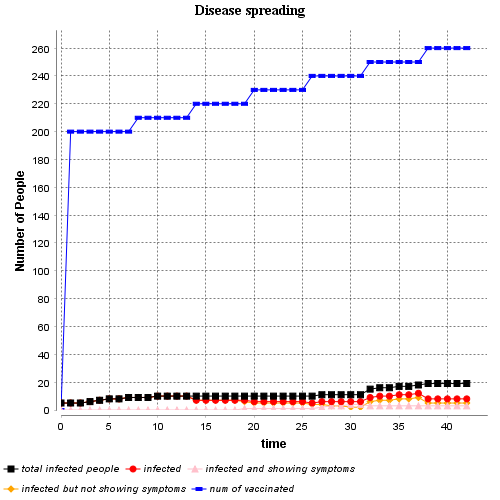 Disease spreading
Number of People
260
240
220
200
180
160
140
120
100
80
60
40
20
0
0 5 10 15 20 25 30 35 40
time
total infected people infected infected and showing symptoms
infected but not showing symptoms num of vaccinated